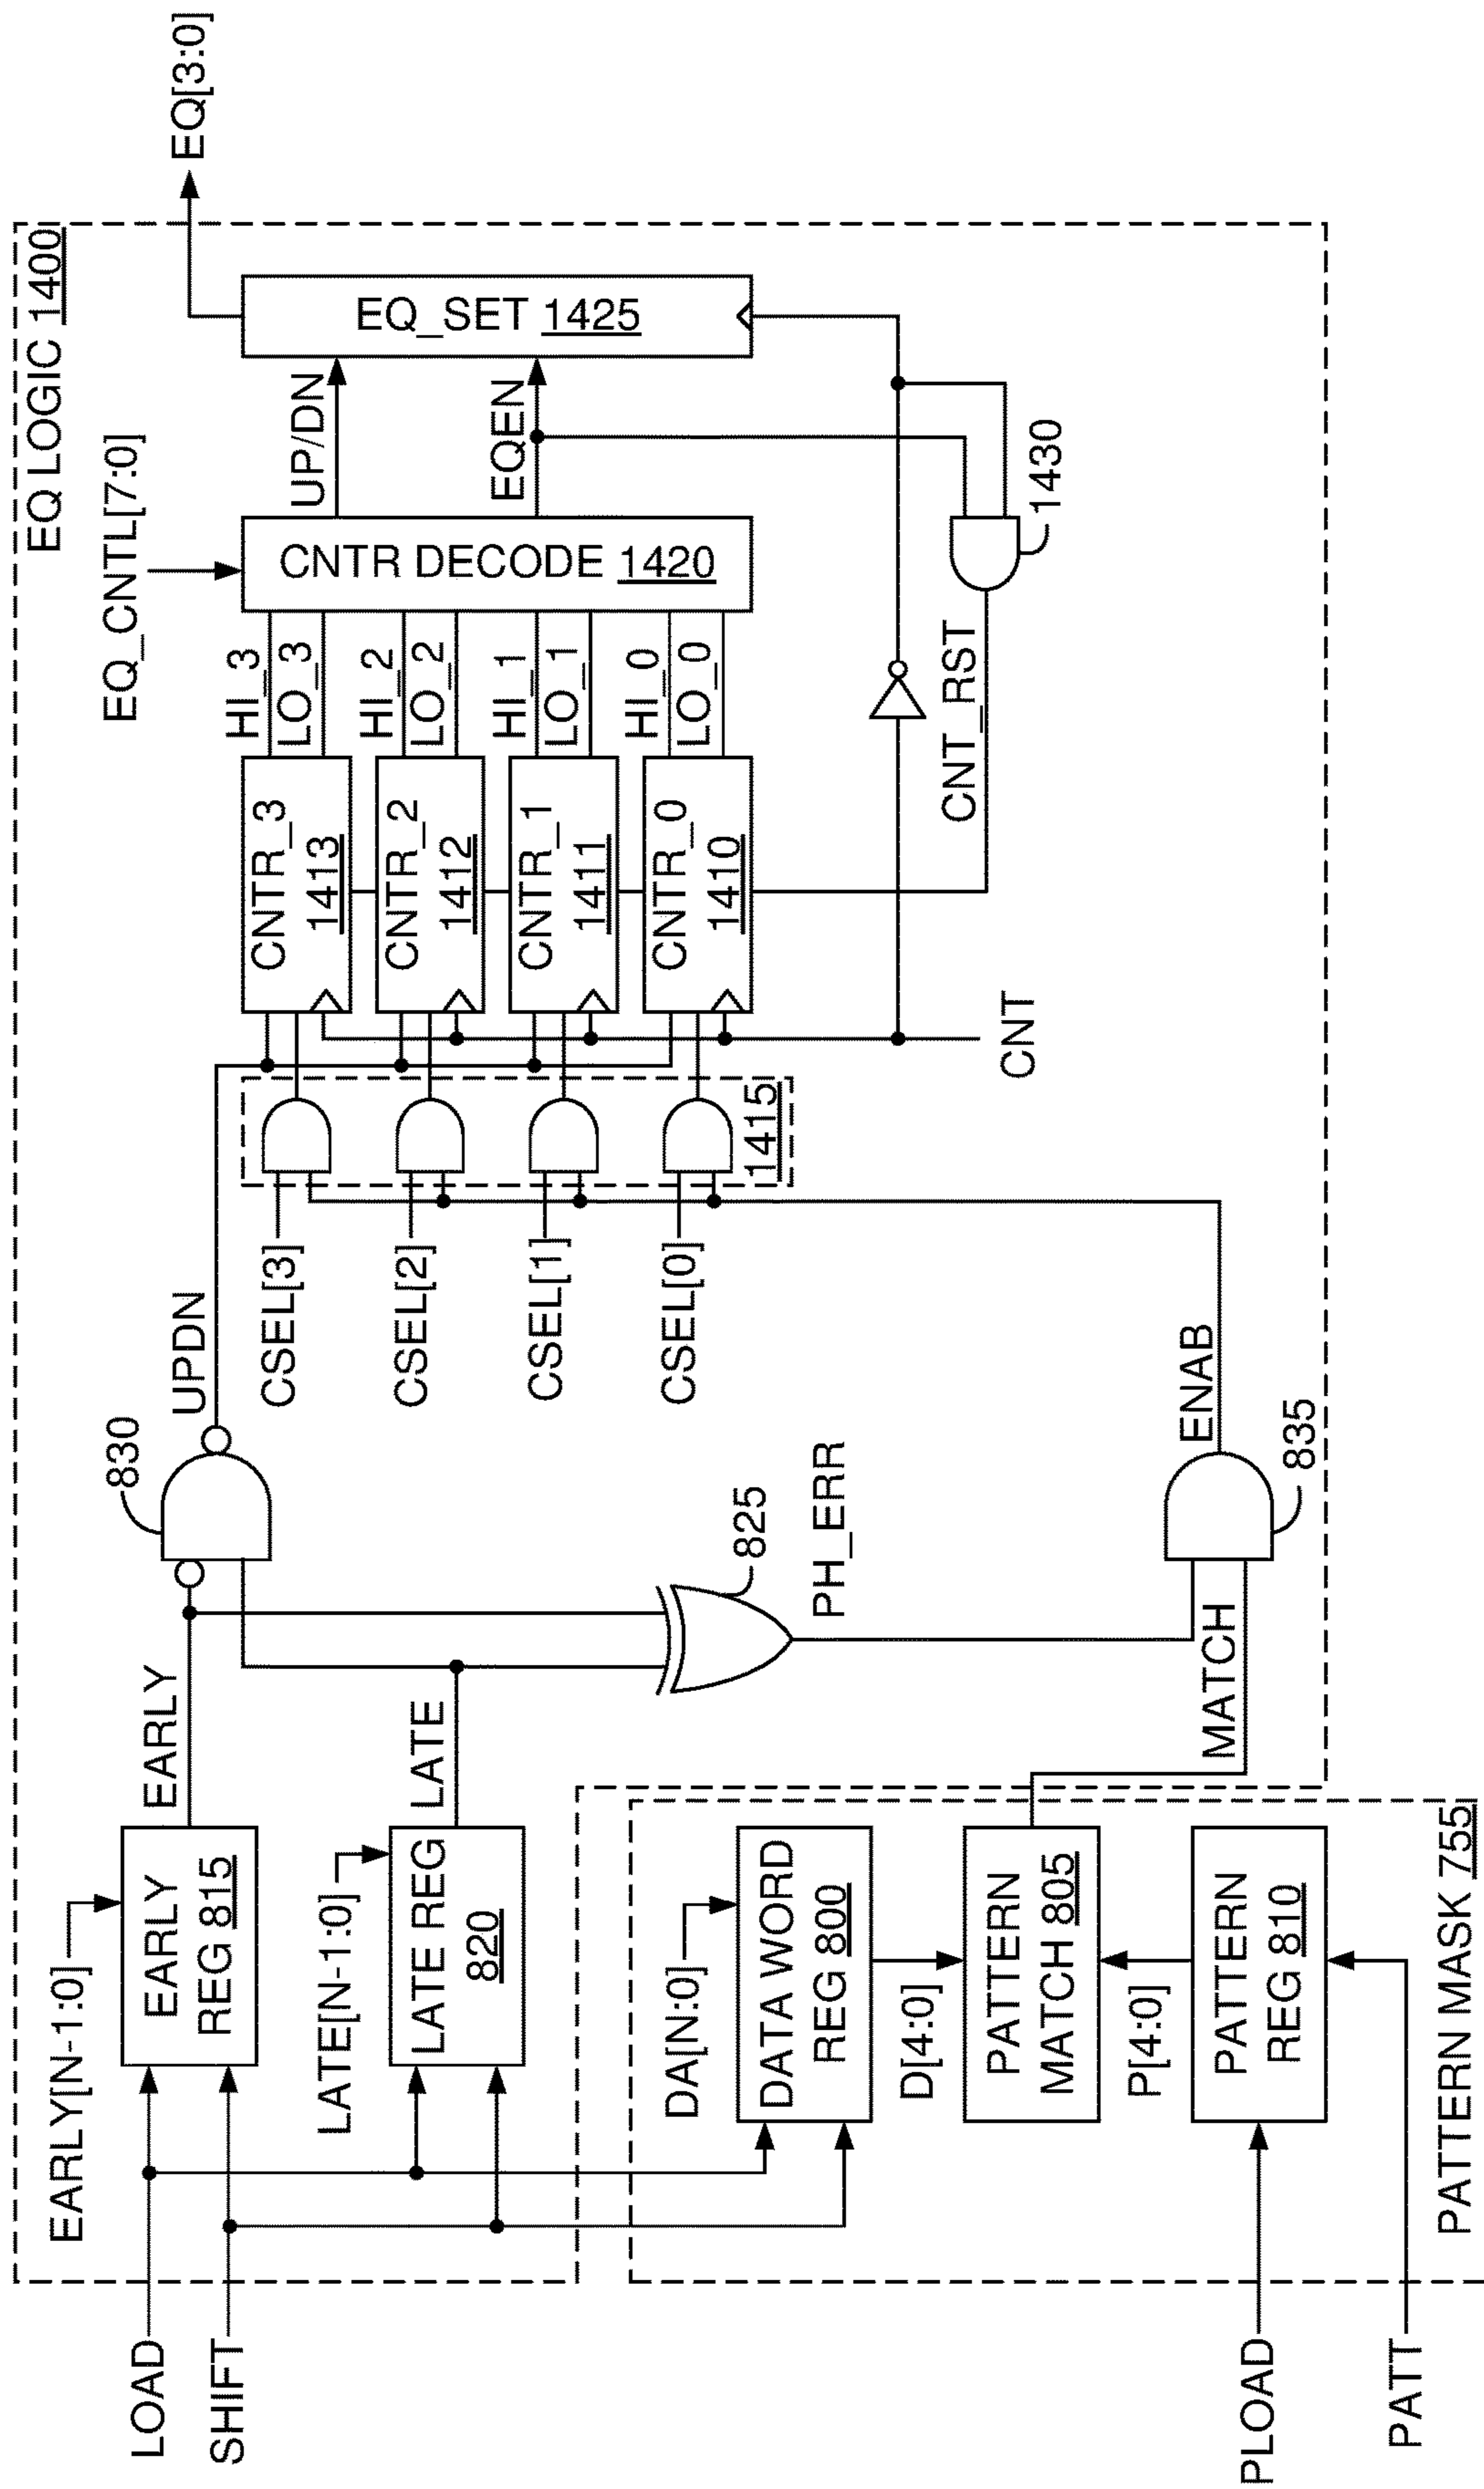 EQ LOGIC 1400
EQ[3:0]
EQ_CNTL[7:0]
EARLY[N-1:0]
LOAD
SHIFT
EARLY
REG 815
EARLY
830
UPDN
CSEL[3]
CSEL[2]
CSEL[1]
CSEL[0]
1415
CNTR_3
1413
CNTR_2
1412
CNTR_1
1411
CNTR_0
1410
HI_3
LO_3
HI_2
LO_2
HI_1
LO_1
HI_0
LO_0
CNTR DECODE 1420
UP/DN
EQEN
EQ_SET 1425
LATE[N-1:0]
LATE REG
820
LATE
825
PH_ERR
CNT
CNT_RST
1430
DA[N:0]
DATA WORD
REG 800
D[4:0]
PATTERN
MATCH 805
P[4:0]
PATTERN
REG 810
MATCH
ENAB
835
PLOAD
PATT
PATTERN MASK 755